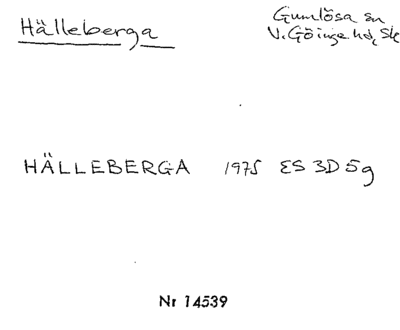 Hälleberga
Gumlösa sn
V. Göinge hd, Sk
HÄLLEBERGA 1975 ES 3D 5g
Nr 14539